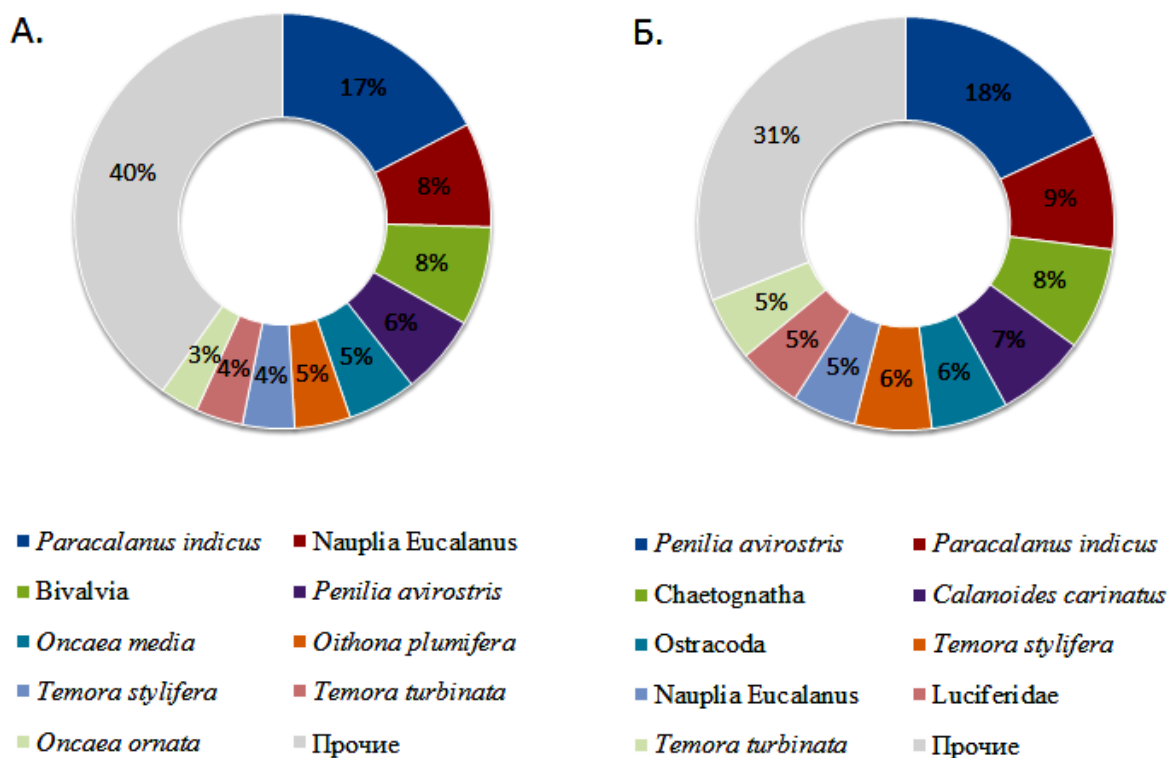 А.
17%
8%
8%
6%
5%
5%
4%
4%
3%
40%
Paracalanus indicus
Nauplia Eucalanus
Bivalvia
Penilia avirostris
Oncaea media
Oithona plumifera
Temora stylifera
Temora turbinata
Oncaea ornata
Прочие
Б.
18%
9%
8%
7%
6%
6%
5%
5%
5%
31%
Penilia avirostris
Paracalanus indicus
Chaetognatha
Calanoides carinatus
Ostracoda
Temora stylifera
Nauplia Eucalanus
Luciferidae
Temora turbinata
Прочие